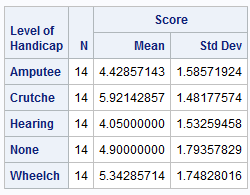 Level of Handicap N Score
Mean Std Dev
Amputee 14 4.42857143 1.58571924
Crutche 14 5.92142857 1.48177574
Hearing 14 4.05000000 1.53259458
None 14 4.90000000 1.79357829
Wheelch 14 5.34285714 1.74828016